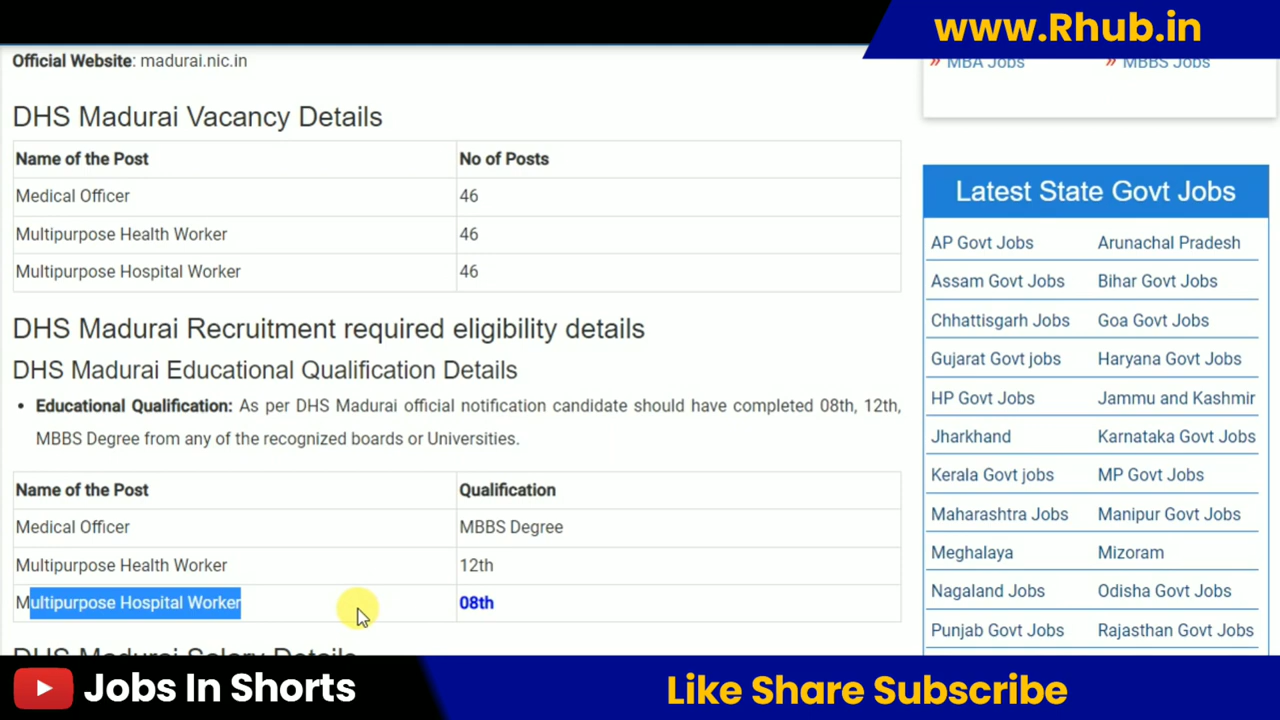 www.Rhub.in
Official Website: madurai.nic.in
» MBA Jobs » MBBS Jobs
DHS Madurai Vacancy Details
Name of the Post No of Posts
Medical Officer 46
Multipurpose Health Worker 46
Multipurpose Hospital Worker 46
DHS Madurai Recruitment required eligibility details
DHS Madurai Educational Qualification Details
• Educational Qualification: As per DHS Madurai official notification candidate should have completed 08th, 12th,
MBBS Degree from any of the recognized boards or Universities.
Name of the Post Qualification
Medical Officer MBBS Degree
Multipurpose Health Worker 12th
Multipurpose Hospital Worker 08th
DHS Madurai Salary Details
Latest State Govt Jobs
AP Govt Jobs Arunachal Pradesh
Assam Govt Jobs Bihar Govt Jobs
Chhattisgarh Jobs Goa Govt Jobs
Gujarat Govt jobs Haryana Govt Jobs
HP Govt Jobs Jammu and Kashmir
Jharkhand Karnataka Govt Jobs
Kerala Govt jobs MP Govt Jobs
Maharashtra Jobs Manipur Govt Jobs
Meghalaya Mizoram
Nagaland Jobs Odisha Govt Jobs
Punjab Govt Jobs Rajasthan Govt Jobs
Jobs In Shorts
Like Share Subscribe